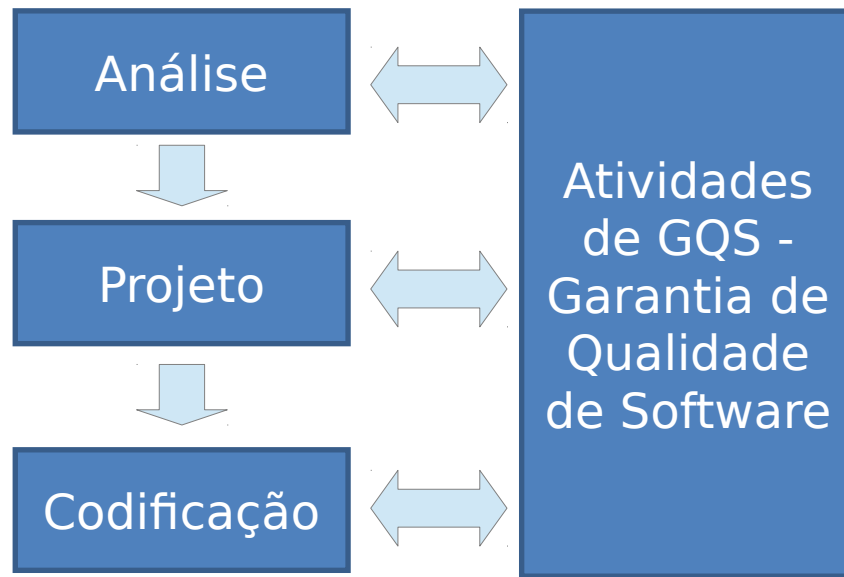 Análise
Projeto
Codificação
Atividades
de GQS -
Garantia de
Qualidade
de Software